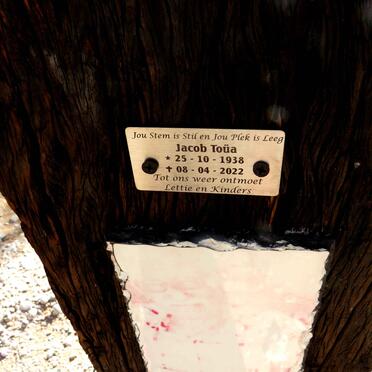 Jou Stem is Stil en Jou Plek is Leeg
Jacob Toüa
* 25 - 10 - 1938
✝ 08 - 04 - 2022
Tot ons weer ontmoet
Lettie en Kinders